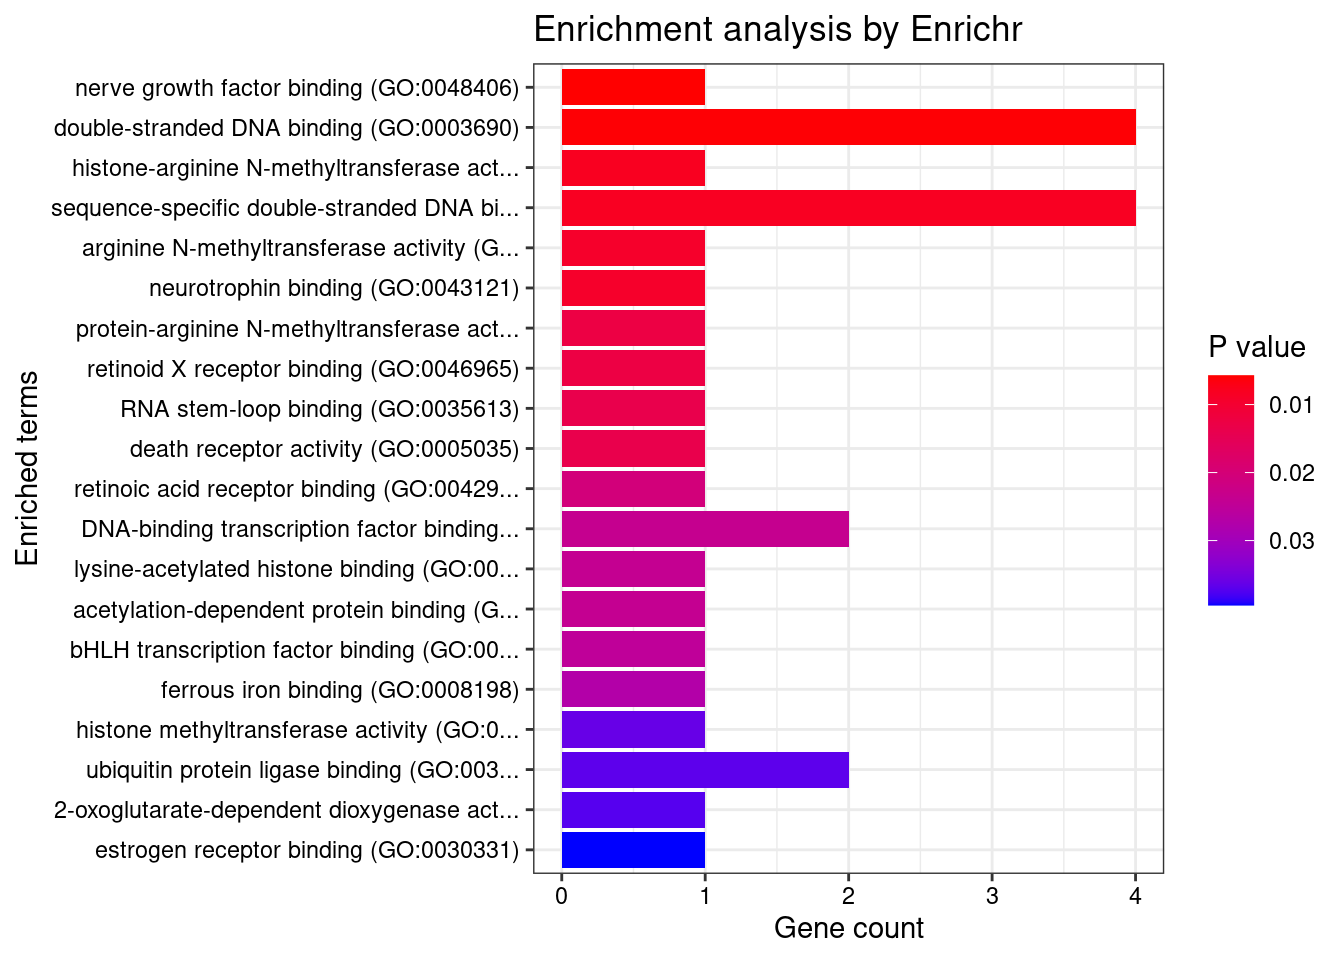 Enrichment analysis by Enrichr
nerve growth factor binding (GO:0048406)
double-stranded DNA binding (GO:0003690)
histone-arginine N-methyltransferase act...
sequence-specific double-stranded DNA bi...
arginine N-methyltransferase activity (G...
neurotrophin binding (GO:0043121)
protein-arginine N-methyltransferase act...
retinoid X receptor binding (GO:0046965)
RNA stem-loop binding (GO:0035613)
death receptor activity (GO:0005035)
retinoic acid receptor binding (GO:00429...
DNA-binding transcription factor binding...
lysine-acetylated histone binding (GO:00...
acetylation-dependent protein binding (G...
bHLH transcription factor binding (GO:00...
ferrous iron binding (GO:0008198)
histone methyltransferase activity (GO:0...
ubiquitin protein ligase binding (GO:003...
2-oxoglutarate-dependent dioxygenase act...
estrogen receptor binding (GO:0030331)
Enriched terms
0 1 2 3 4
Gene count
P value
0.01
0.02
0.03